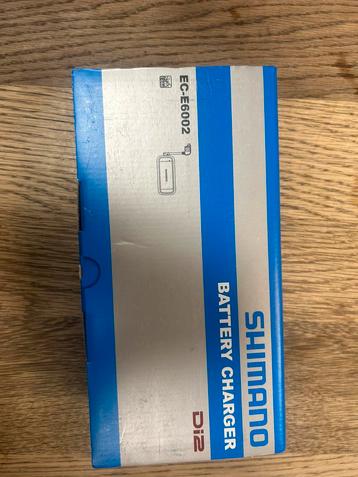 SHIMANO
BATTERY CHARGER
Di2
EC-E6002